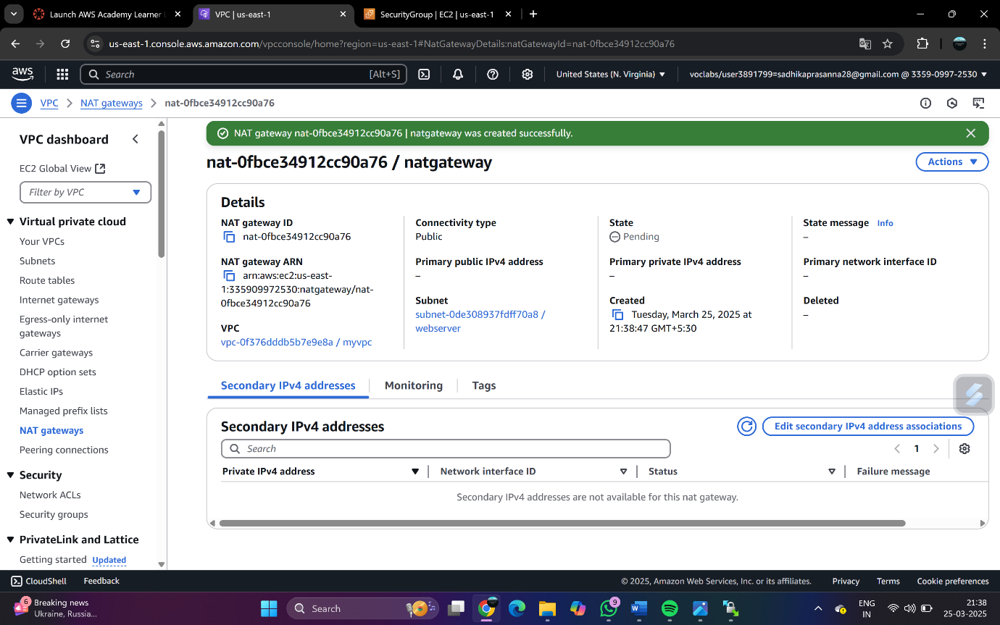 Launch AWS Academy Learner
VPC | us-east-1
SecurityGroup | EC2 | us-east-1
us-east-1.console.aws.amazon.com/vpcconsole/home?region=us-east-1#NatGatewayDetails:natGatewayId=nat-0fbce34912cc90a76
aws
Search
[Alt+S]
United States (N. Virginia)
voclabs/user3891799=sadhikaprasanna28@gmail.com @ 3359-0997-2530
VPC
NAT gateways
nat-0fbce34912cc90a76
VPC dashboard
EC2 Global View
Filter by VPC
Virtual private cloud
Your VPCs
Subnets
Route tables
Internet gateways
Egress-only internet
gateways
Carrier gateways
DHCP option sets
Elastic IPs
Managed prefix lists
NAT gateways
Peering connections
Security
Network ACLs
Security groups
PrivateLink and Lattice
Getting started Updated
NAT gateway nat-0fbce34912cc90a76 | natgateway was created successfully.
nat-0fbce34912cc90a76 / natgateway
Actions
Details
NAT gateway ID
nat-0fbce34912cc90a76
NAT gateway ARN
arn:aws:ec2:us-east-
1:335909972530:natgateway/nat-
0fbce34912cc90a76
VPC
vpc-0f376dddb5b7e9e8a / myvpc
Connectivity type
Public
Primary public IPv4 address
–
Subnet
subnet-0de308937fdff70a8 /
webserver
State
Pending
Primary private IPv4 address
–
Created
Tuesday, March 25, 2025 at
21:38:47 GMT+5:30
State message Info
–
Primary network interface ID
–
Deleted
–
Secondary IPv4 addresses
Monitoring
Tags
Secondary IPv4 addresses
Edit secondary IPv4 address associations
Search
1
Private IPv4 address
Network interface ID
Status
Failure message
Secondary IPv4 addresses are not available for this nat gateway.
CloudShell
Feedback
© 2025, Amazon Web Services, Inc. or its affiliates.
Privacy
Terms
Cookie preferences
6
Breaking news
Ukraine, Russia...
Search
9
ENG
IN
21:38
25-03-2025